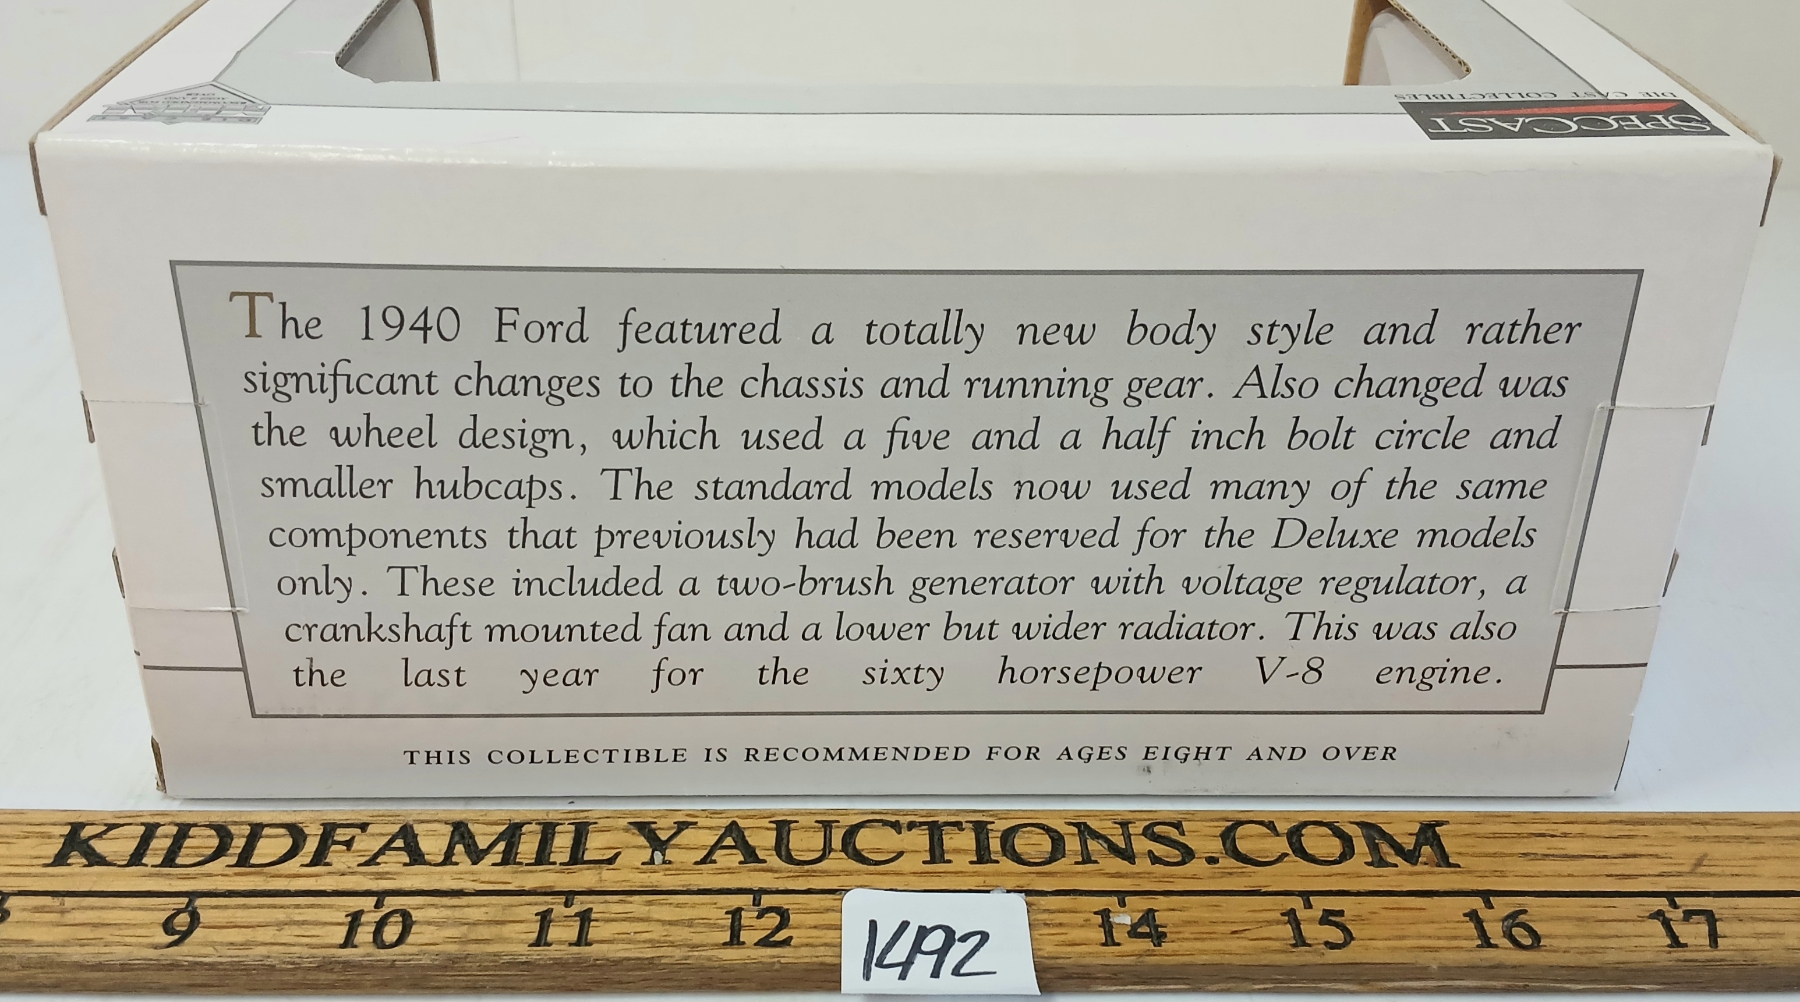 DIE CAST COLLECTIBLES
SPECCAST
The 1940 Ford featured a totally new body style and rather
significant changes to the chassis and running gear. Also changed was
the wheel design, which used a five and a half inch bolt circle and
smaller hubcaps. The standard models now used many of the same
components that previously had been reserved for the Deluxe models
only. These included a two-brush generator with voltage regulator, a
crankshaft mounted fan and a lower but wider radiator. This was also
the last year for the sixty horsepower V-8 engine.
THIS COLLECTIBLE IS RECOMMENDED FOR AGES EIGHT AND OVER
KIDDFAMILYAUCTIONS.COM
9 10 11 12 14 15 16 17
1492